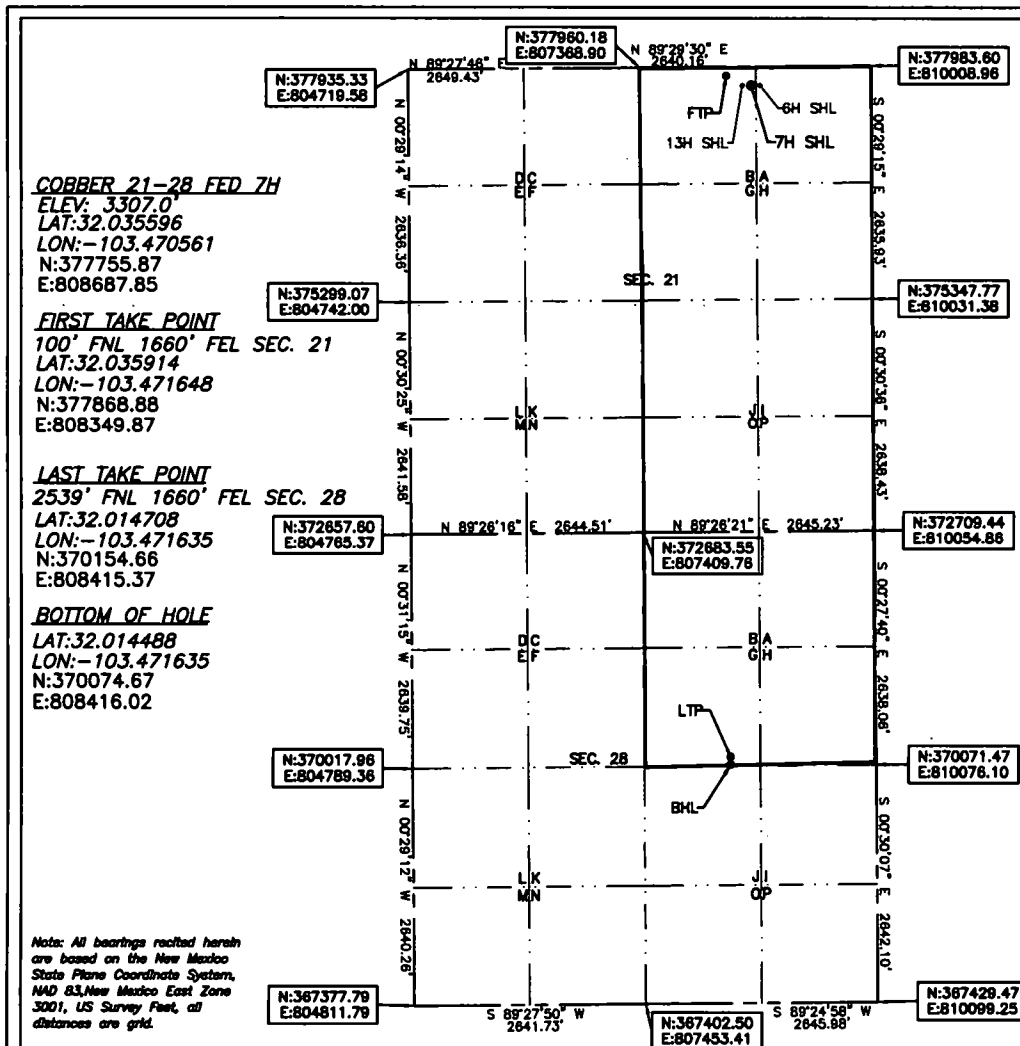 N:377960.18
E:807368.90
N 89°29'30" E
2640.16'
N:377983.60
E:810008.96
N 89°27'46" E
2649.43'
N:377935.33
E:804719.58
FTP
6H SHL
13H SHL
7H SHL
N 00°29'14" W 2636.36'
S 00°29'15" E 2635.93'
COBBER 21-28 FED 7H
ELEV: 3307.0'
LAT:32.035596
LON:-103.470561
N:377755.87
E:808687.85
D C
E F
B A
G H
SEC. 21
N:375299.07
E:804742.00
N:375347.77
E:810031.38
FIRST TAKE POINT
100' FNL 1660' FEL SEC. 21
LAT:32.035914
LON:-103.471648
N:377868.88
E:808349.87
N 00°30'25" W 2641.58'
S 00°30'36" E 2638.43'
L K
M N
J I
O P
LAST TAKE POINT
2539' FNL 1660' FEL SEC. 28
LAT:32.014708
LON:-103.471635
N:370154.66
E:808415.37
N:372657.60
E:804765.37
N 89°26'16" E 2644.51'
N 89°26'21" E 2645.23'
N:372709.44
E:810054.86
N:372683.55
E:807409.76
BOTTOM OF HOLE
LAT:32.014488
LON:-103.471635
N:370074.67
E:808416.02
N 00°31'15" W 2639.75'
S 00°27'40" E 2638.08'
D C
E F
B A
G H
LTP
SEC. 28
N:370017.96
E:804789.36
N:370071.47
E:810076.10
BHL
N 00°29'12" W 2640.26'
S 00°30'07" E 2642.10'
L K
M N
J I
O P
Note: All bearings recited herein
are based on the New Mexico
State Plane Coordinate System,
NAD 83,New Mexico East Zone
3001, US Survey Feet, all
distances are grid.
N:367377.79
E:804811.79
S 89°27'50" W
2641.73'
N:367402.50
E:807453.41
S 89°24'58" W
2645.98'
N:367429.47
E:810099.25